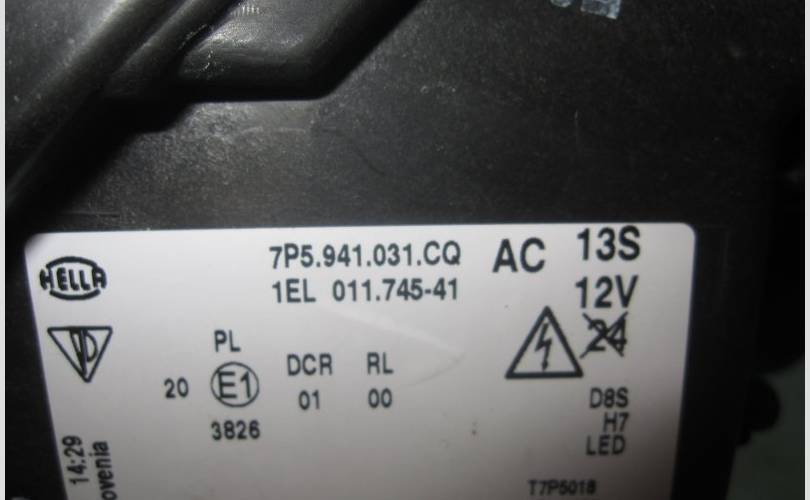 HELLA
7P5.941.031.CQ
AC
13S
1EL 011.745-41
12V
24
PL
DCR RL
20 E1
01 00
3826
D8S
H7
LED
14:29
ovenia
T7P5018